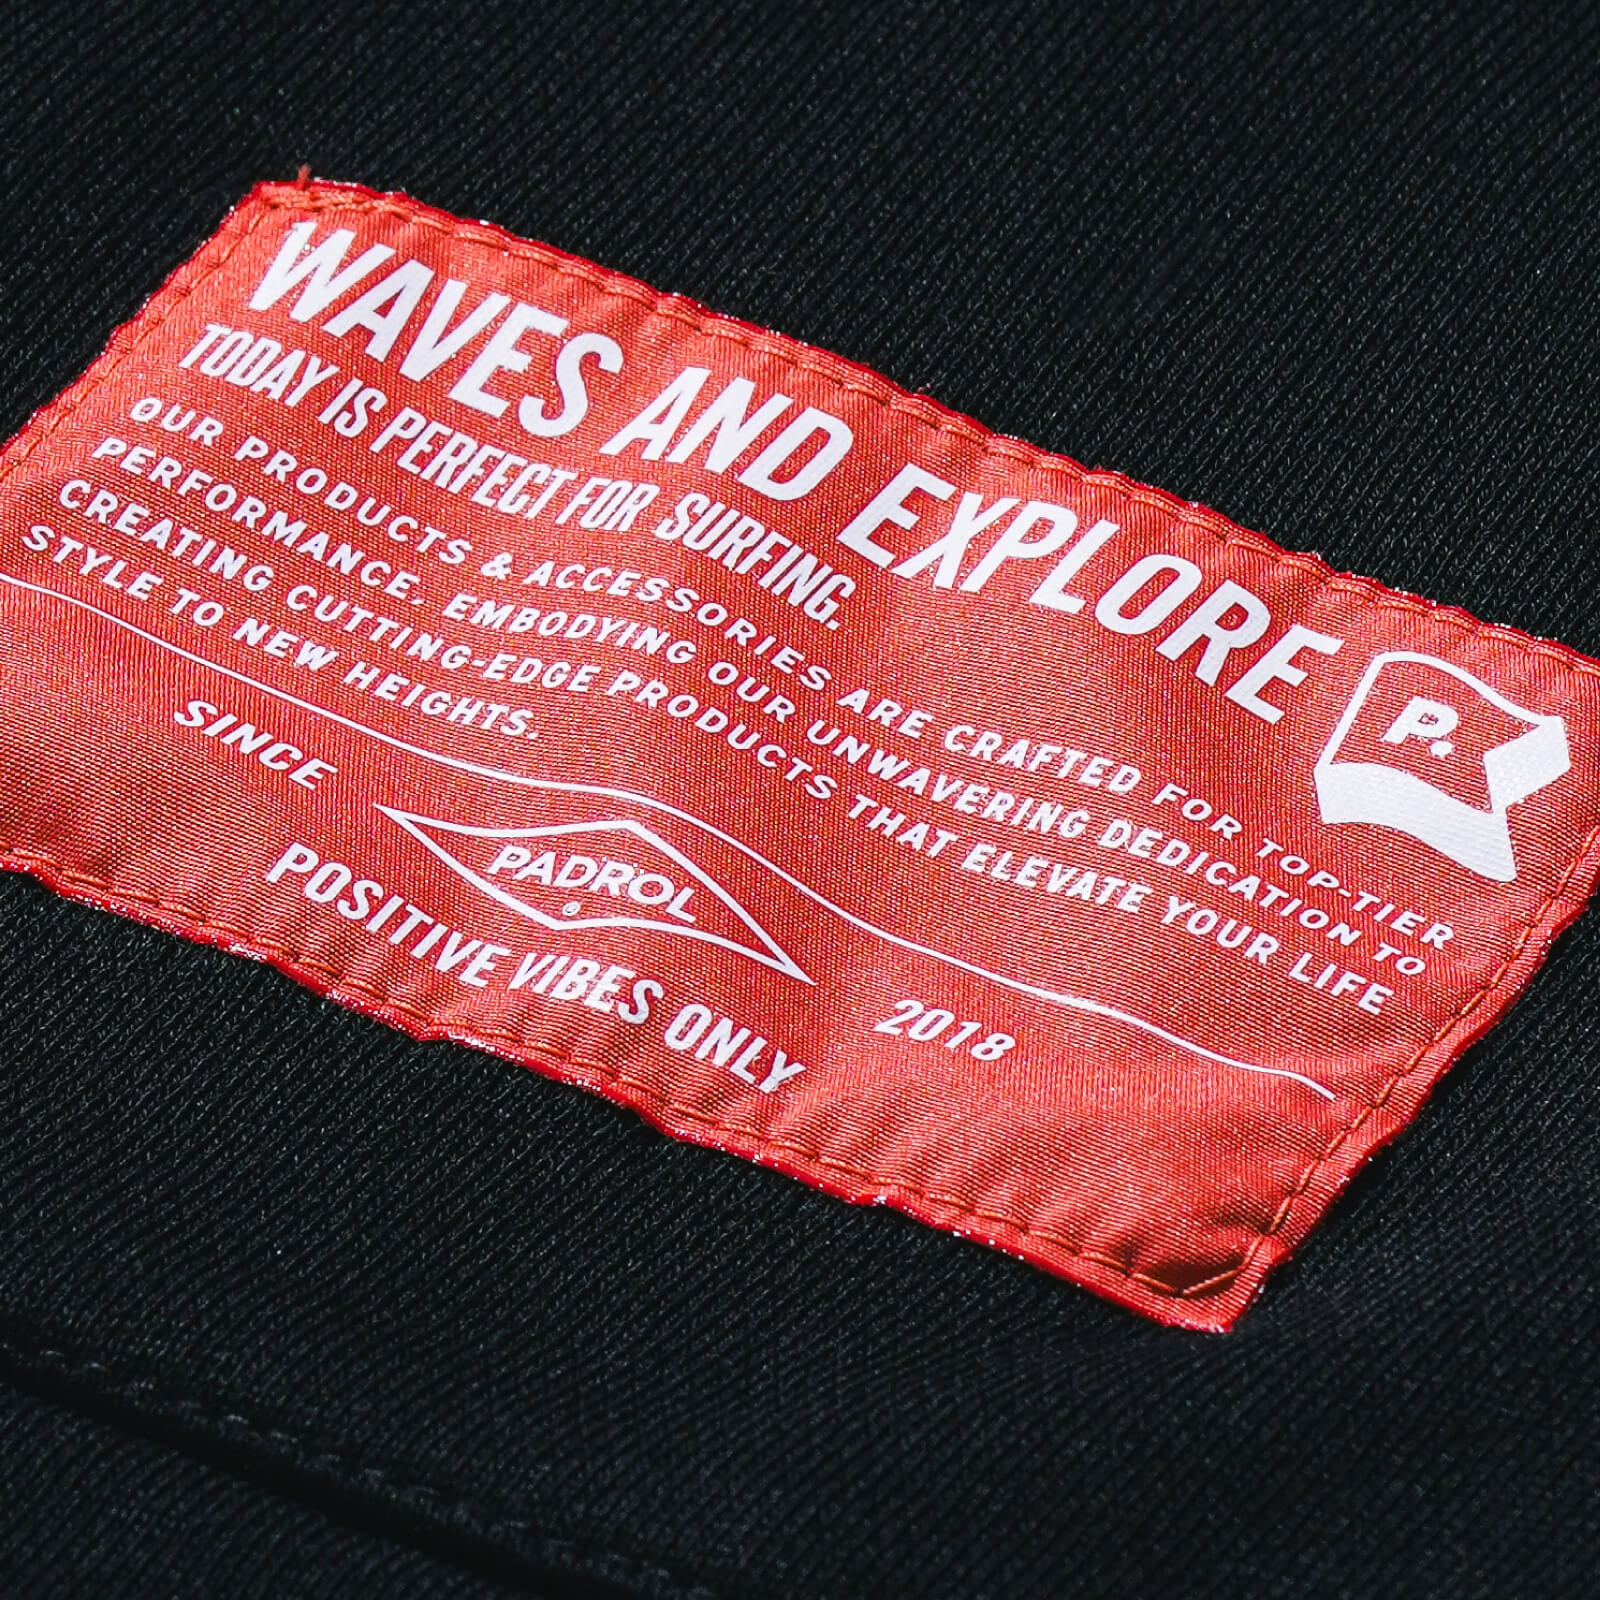 WAVES AND EXPLORE
TODAY IS PERFECT FOR SURFING.
OUR PRODUCTS & ACCESSORIES ARE CRAFTED FOR TOP-TIER
PERFORMANCE, EMBODYING OUR UNWAVERING DEDICATION TO
CREATING CUTTING-EDGE PRODUCTS THAT ELEVATE YOUR LIFE
STYLE TO NEW HEIGHTS.
P.
SINCE
PADROL
2018
POSITIVE VIBES ONLY